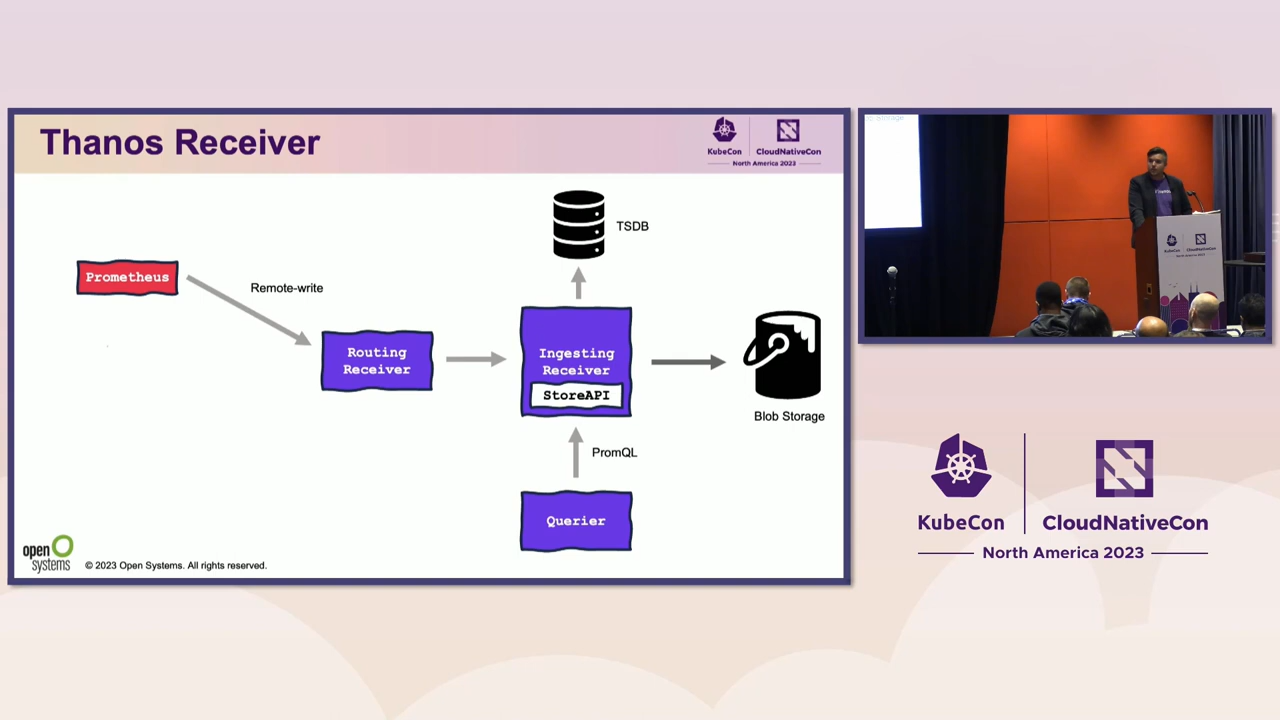 Thanos Receiver
KubeCon
CloudNativeCon
North America 2023
TSDB
Prometheus
Remote-write
Routing
Receiver
Ingesting
Receiver
StoreAPI
Blob Storage
PromQL
Querier
open
systems
© 2023 Open Systems. All rights reserved.
KubeCon
CloudNativeCon
North America 2023